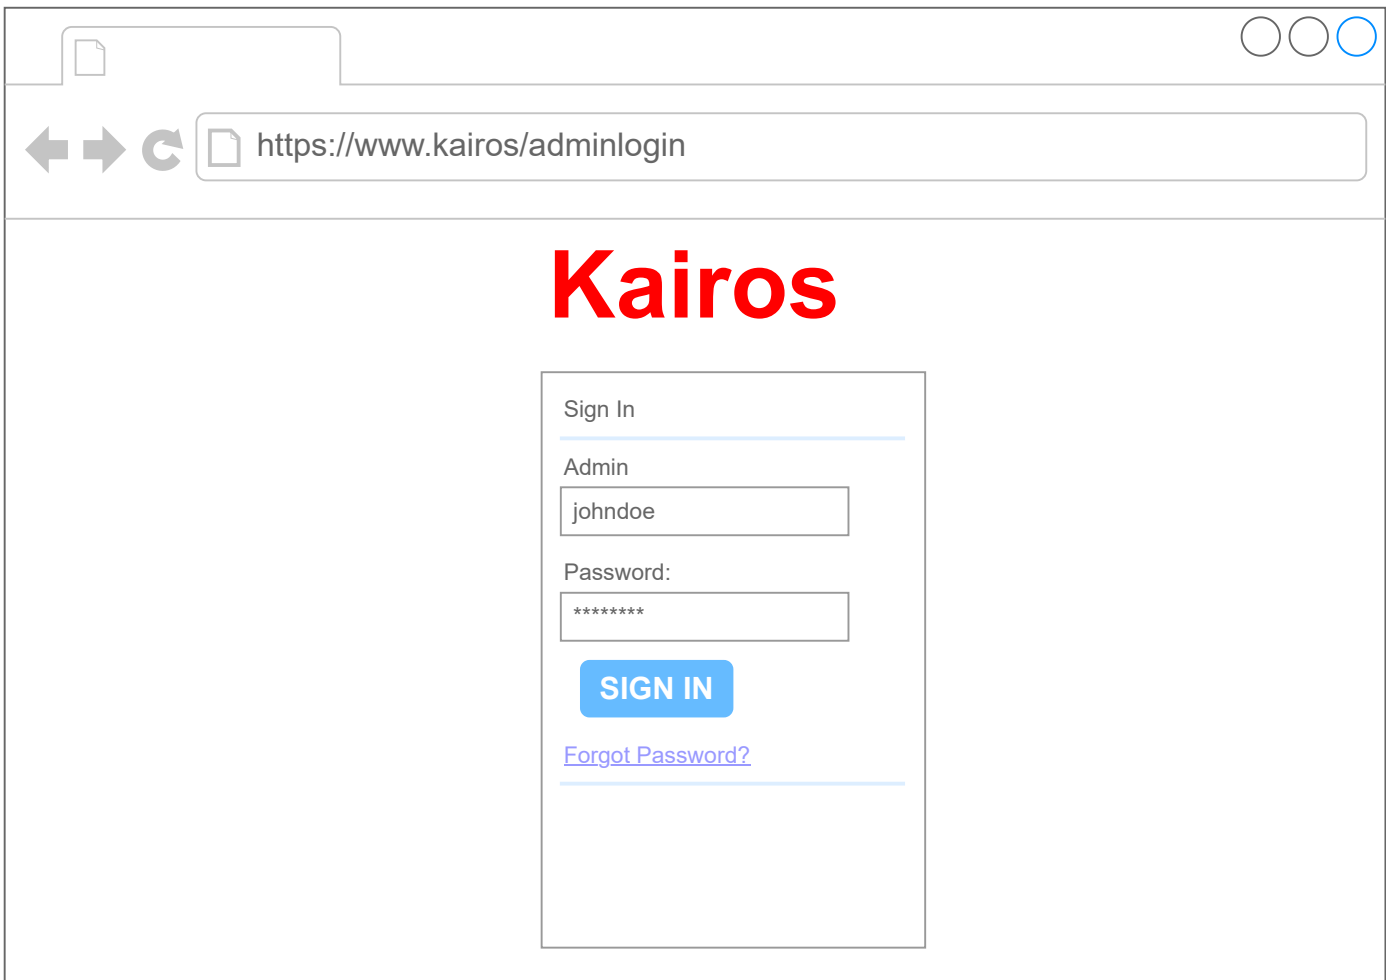 https://www.kairos/adminlogin
Kairos
Sign In
Admin
johndoe
Password:
********
SIGN IN
Forgot Password?